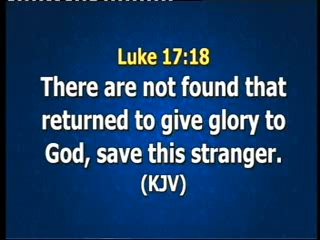 Luke 17:18
There are not found that
returned to give glory to
God, save this stranger.
(KJV)